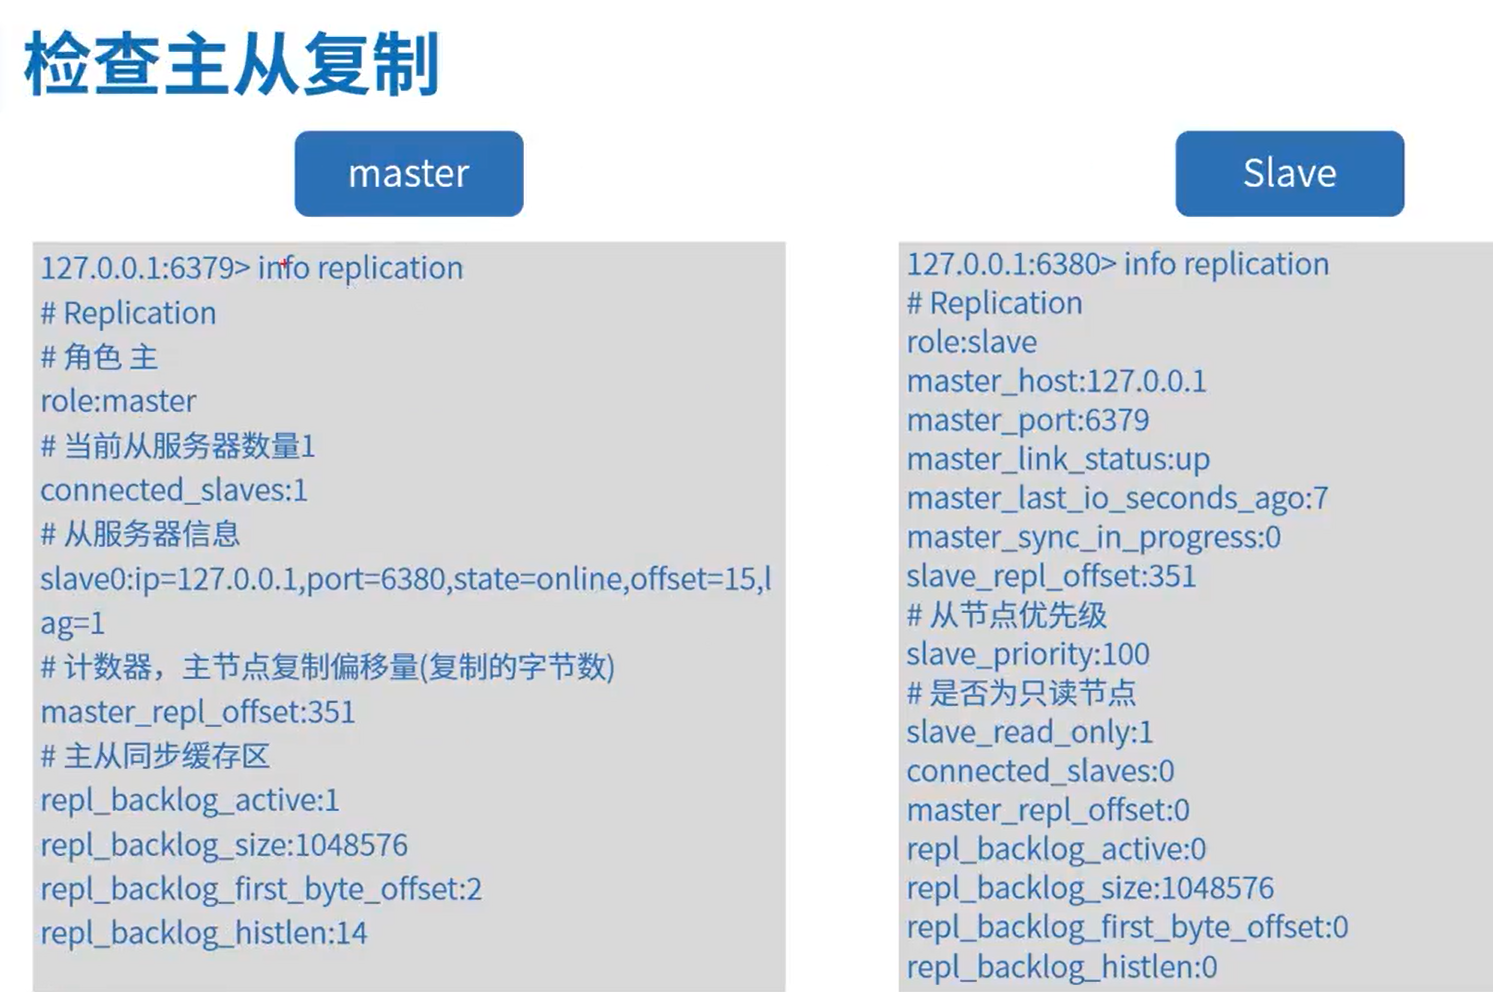 检查主从复制
master
127.0.0.1:6379> info replication
# Replication
# 角色 主
role:master
# 当前从服务器数量1
connected_slaves:1
# 从服务器信息
slave0:ip=127.0.0.1,port=6380,state=online,offset=15,l
ag=1
# 计数器，主节点复制偏移量(复制的字节数)
master_repl_offset:351
# 主从同步缓存区
repl_backlog_active:1
repl_backlog_size:1048576
repl_backlog_first_byte_offset:2
repl_backlog_histlen:14
Slave
127.0.0.1:6380> info replication
# Replication
role:slave
master_host:127.0.0.1
master_port:6379
master_link_status:up
master_last_io_seconds_ago:7
master_sync_in_progress:0
slave_repl_offset:351
# 从节点优先级
slave_priority:100
# 是否为只读节点
slave_read_only:1
connected_slaves:0
master_repl_offset:0
repl_backlog_active:0
repl_backlog_size:1048576
repl_backlog_first_byte_offset:0
repl_backlog_histlen:0